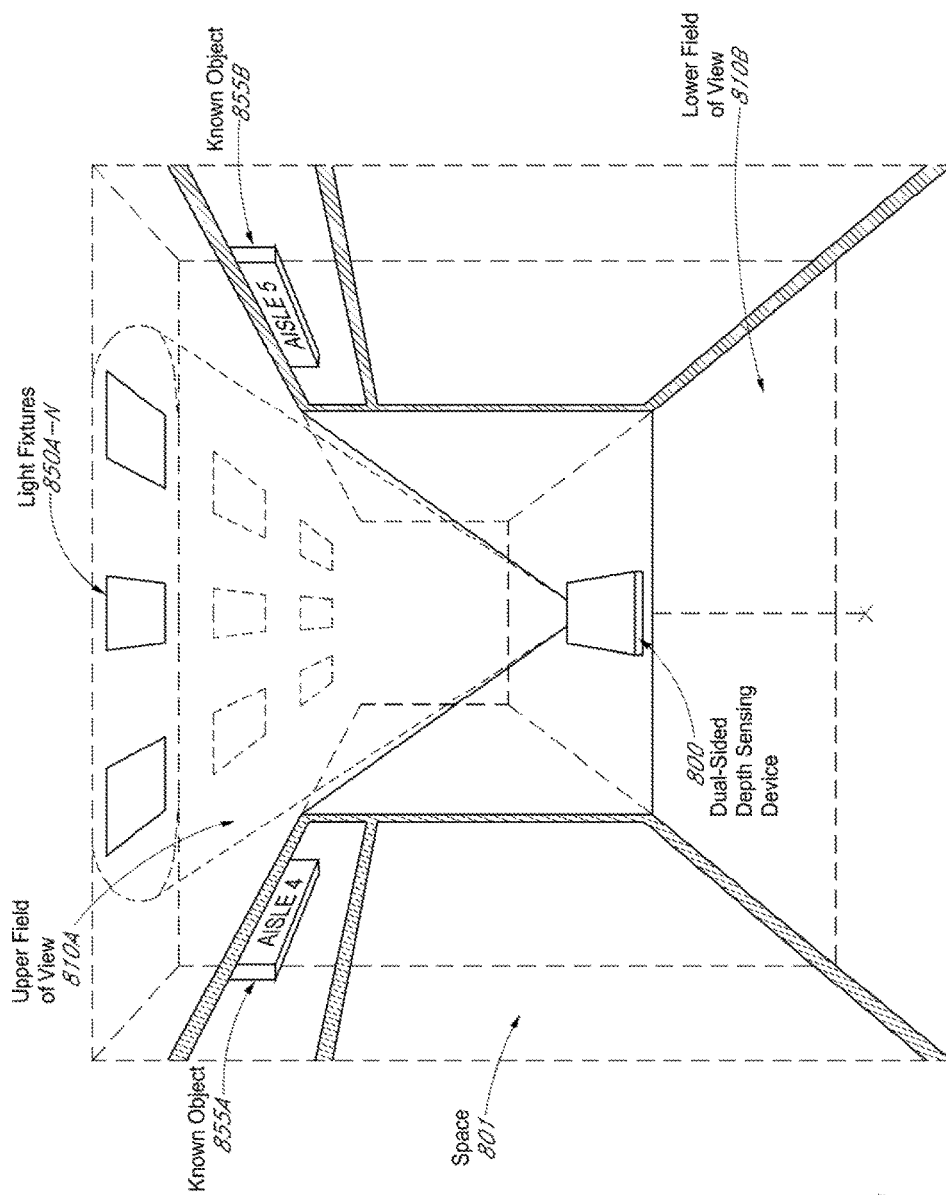 Light Fixtures
850A-N
Upper Field
of View
810A
Known Object
855A
AISLE 4
Known Object
855B
AISLE 5
Space
801
800
Dual-Sided
Depth Sensing
Device
Lower Field
of View
810B